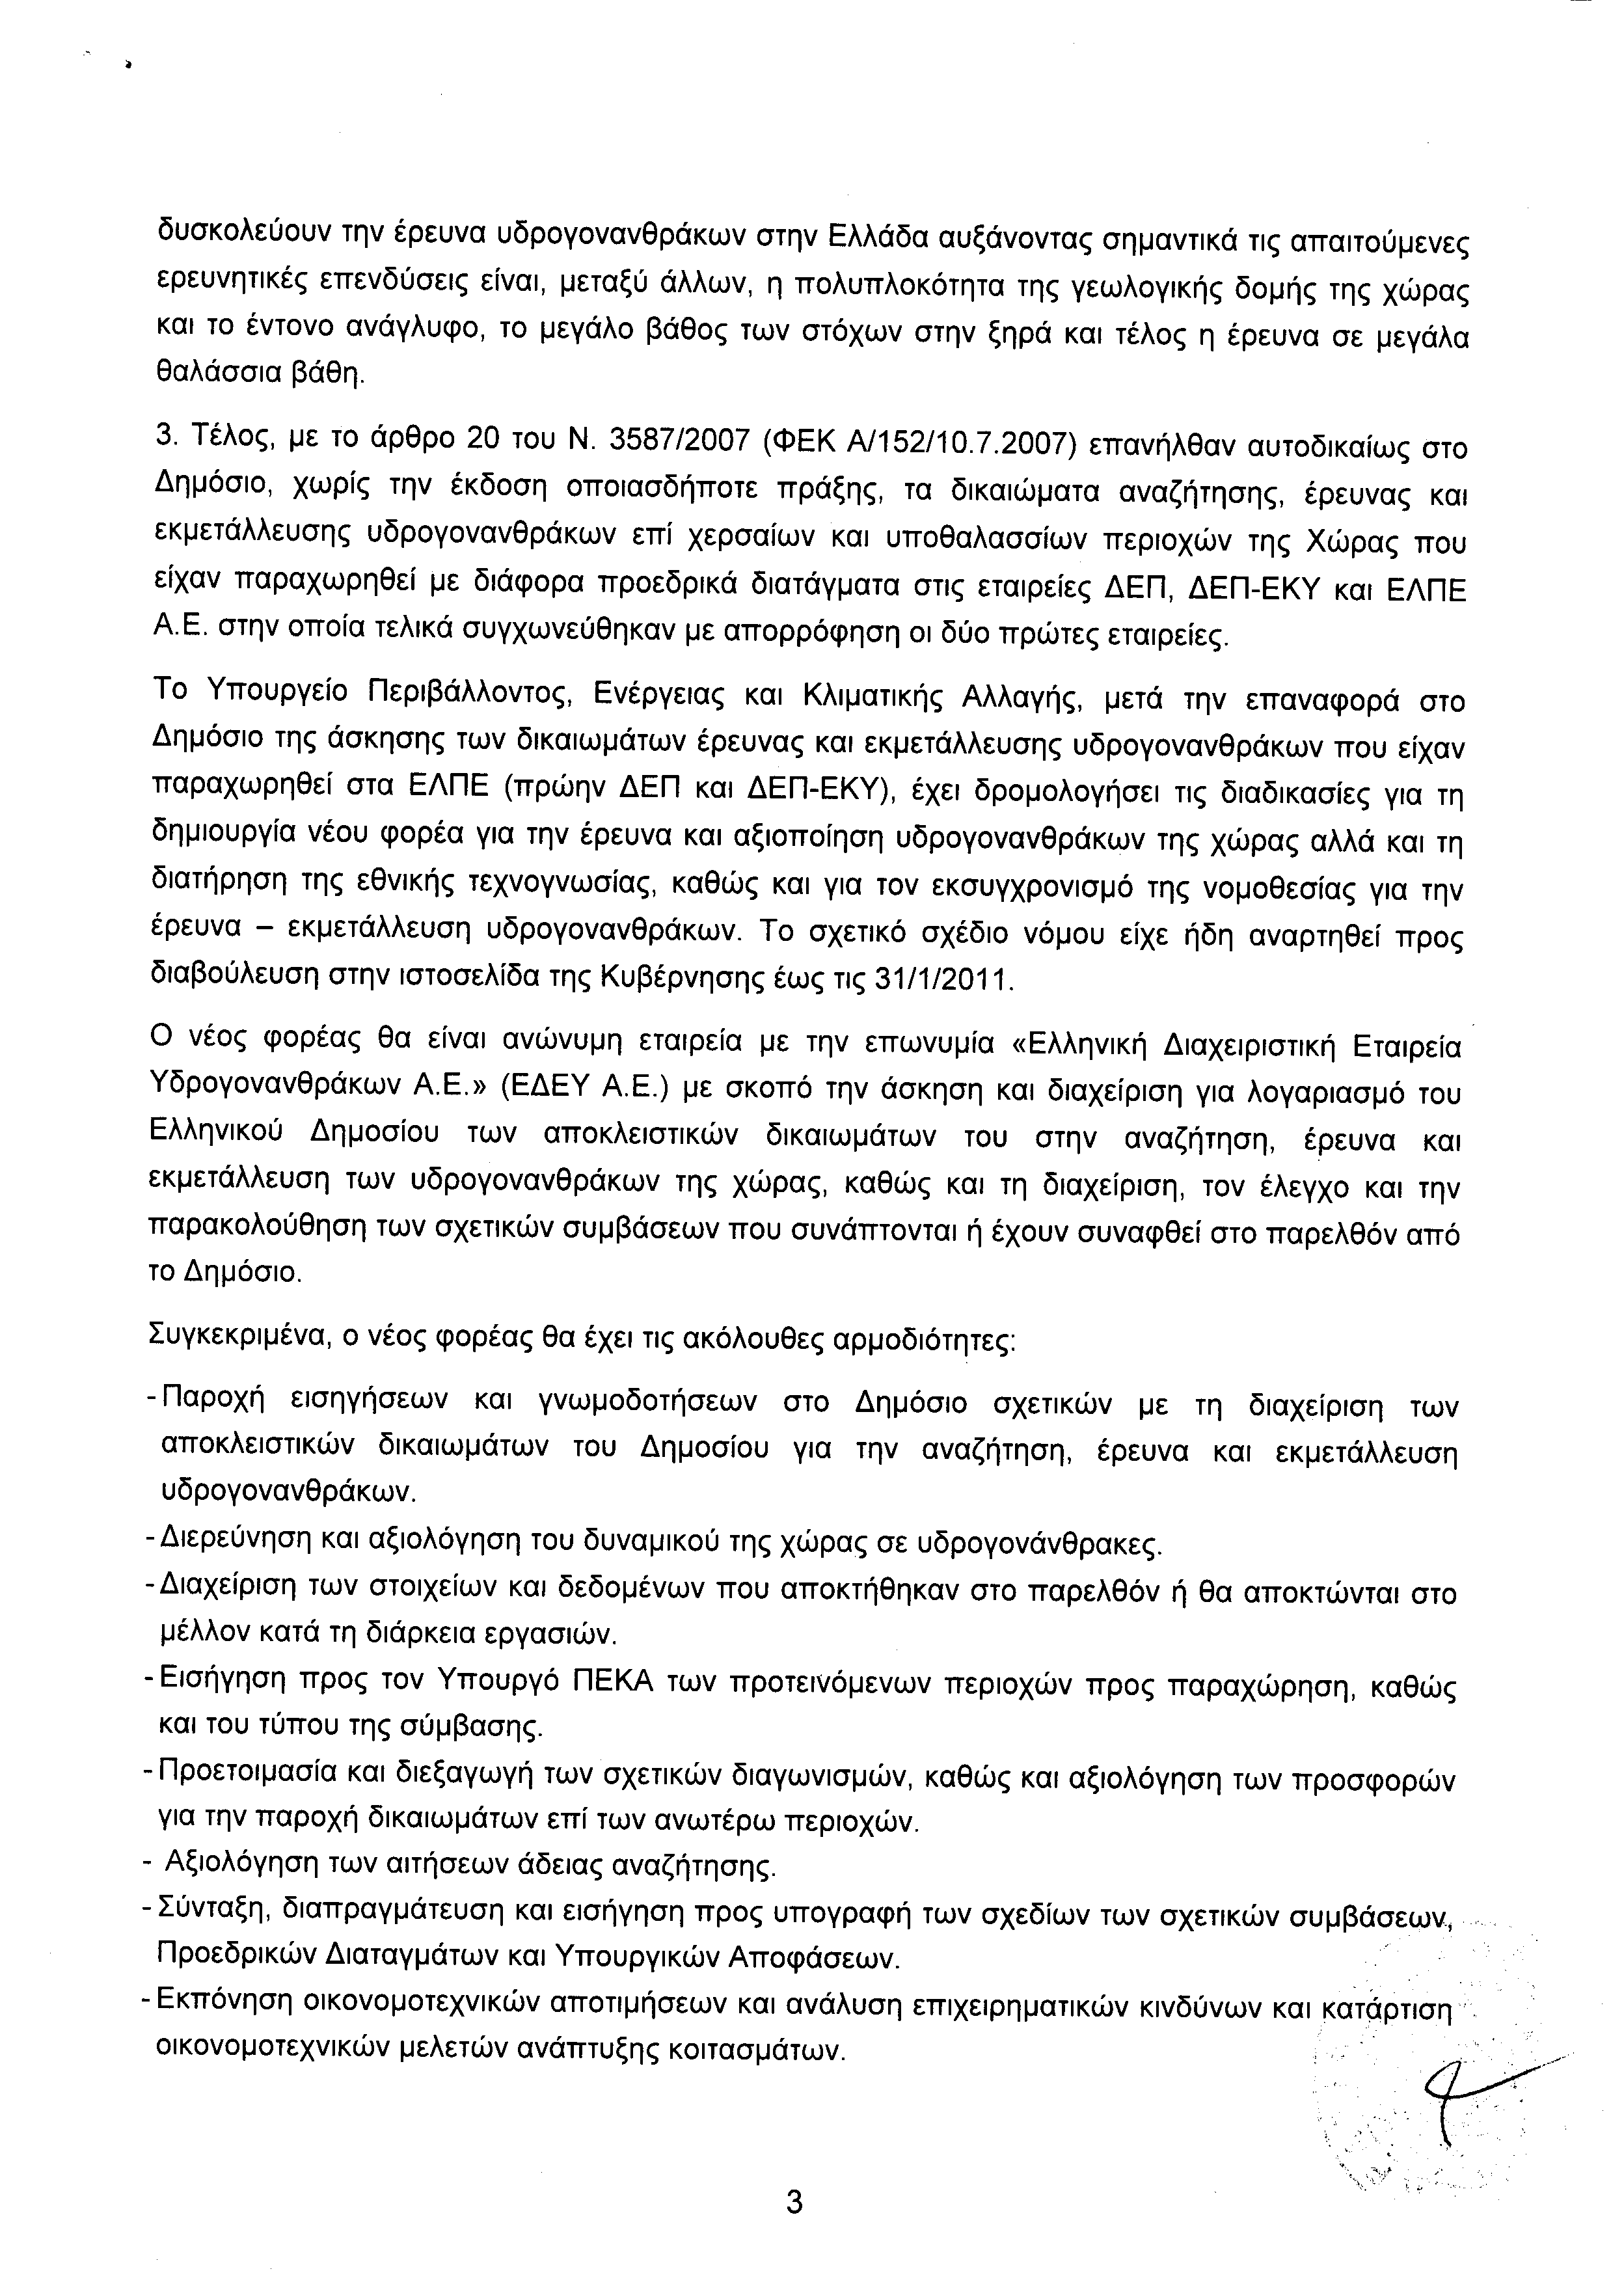 δυσκολεύουν την έρευνα υδρογονανθράκων στην Ελλάδα αυξάνοντας σημαντικά τις απαιτούμενες
ερευνητικές επενδύσεις είναι, μεταξύ άλλων, η πολυπλοκότητα της γεωλογικής δομής της χώρας
και το έντονο ανάγλυφο, το μεγάλο βάθος των στόχων στην ξηρά και τέλος η έρευνα σε μεγάλα
θαλάσσια βάθη.
3. Τέλος, με το άρθρο 20 του Ν. 3587/2007 (ΦΕΚ Α/152/10.7.2007) επανήλθαν αυτοδικαίως στο
Δημόσιο, χωρίς την έκδοση οποιασδήποτε πράξης, τα δικαιώματα αναζήτησης, έρευνας και
εκμετάλλευσης υδρογονανθράκων επί χερσαίων και υποθαλασσίων περιοχών της Χώρας που
είχαν παραχωρηθεί με διάφορα προεδρικά διατάγματα στις εταιρείες ΔΕΠ, ΔΕΠ-ΕΚΥ και ΕΛΠΕ
Α.Ε. στην οποία τελικά συγχωνεύθηκαν με απορρόφηση οι δύο πρώτες εταιρείες.
Το Υπουργείο Περιβάλλοντος, Ενέργειας και Κλιματικής Αλλαγής, μετά την επαναφορά στο
Δημόσιο της άσκησης των δικαιωμάτων έρευνας και εκμετάλλευσης υδρογονανθράκων που είχαν
παραχωρηθεί στα ΕΛΠΕ (πρώην ΔΕΠ και ΔΕΠ-ΕΚΥ), έχει δρομολογήσει τις διαδικασίες για τη
δημιουργία νέου φορέα για την έρευνα και αξιοποίηση υδρογονανθράκων της χώρας αλλά και τη
διατήρηση της εθνικής τεχνογνωσίας, καθώς και για τον εκσυγχρονισμό της νομοθεσίας για την
έρευνα – εκμετάλλευση υδρογονανθράκων. Το σχετικό σχέδιο νόμου είχε ήδη αναρτηθεί προς
διαβούλευση στην ιστοσελίδα της Κυβέρνησης έως τις 31/1/2011.
Ο νέος φορέας θα είναι ανώνυμη εταιρεία με την επωνυμία «Ελληνική Διαχειριστική Εταιρεία
Υδρογονανθράκων Α.Ε.» (ΕΔΕΥ Α.Ε.) με σκοπό την άσκηση και διαχείριση για λογαριασμό του
Ελληνικού Δημοσίου των αποκλειστικών δικαιωμάτων του στην αναζήτηση, έρευνα και
εκμετάλλευση των υδρογονανθράκων της χώρας, καθώς και τη διαχείριση, τον έλεγχο και την
παρακολούθηση των σχετικών συμβάσεων που συνάπτονται ή έχουν συναφθεί στο παρελθόν από
το Δημόσιο.
Συγκεκριμένα, ο νέος φορέας θα έχει τις ακόλουθες αρμοδιότητες:
- Παροχή εισηγήσεων και γνωμοδοτήσεων στο Δημόσιο σχετικών με τη διαχείριση των
αποκλειστικών δικαιωμάτων του Δημοσίου για την αναζήτηση, έρευνα και εκμετάλλευση
υδρογονανθράκων.
- Διερεύνηση και αξιολόγηση του δυναμικού της χώρας σε υδρογονάνθρακες.
- Διαχείριση των στοιχείων και δεδομένων που αποκτήθηκαν στο παρελθόν ή θα αποκτώνται στο
μέλλον κατά τη διάρκεια εργασιών.
- Εισήγηση προς τον Υπουργό ΠΕΚΑ των προτεινόμενων περιοχών προς παραχώρηση, καθώς
και του τύπου της σύμβασης.
- Προετοιμασία και διεξαγωγή των σχετικών διαγωνισμών, καθώς και αξιολόγηση των προσφορών
για την παροχή δικαιωμάτων επί των ανωτέρω περιοχών.
- Αξιολόγηση των αιτήσεων άδειας αναζήτησης.
- Σύνταξη, διαπραγμάτευση και εισήγηση προς υπογραφή των σχεδίων των σχετικών συμβάσεων,
Προεδρικών Διαταγμάτων και Υπουργικών Αποφάσεων.
- Εκπόνηση οικονομοτεχνικών αποτιμήσεων και ανάλυση επιχειρηματικών κινδύνων και κατάρτιση
οικονομοτεχνικών μελετών ανάπτυξης κοιτασμάτων.
3